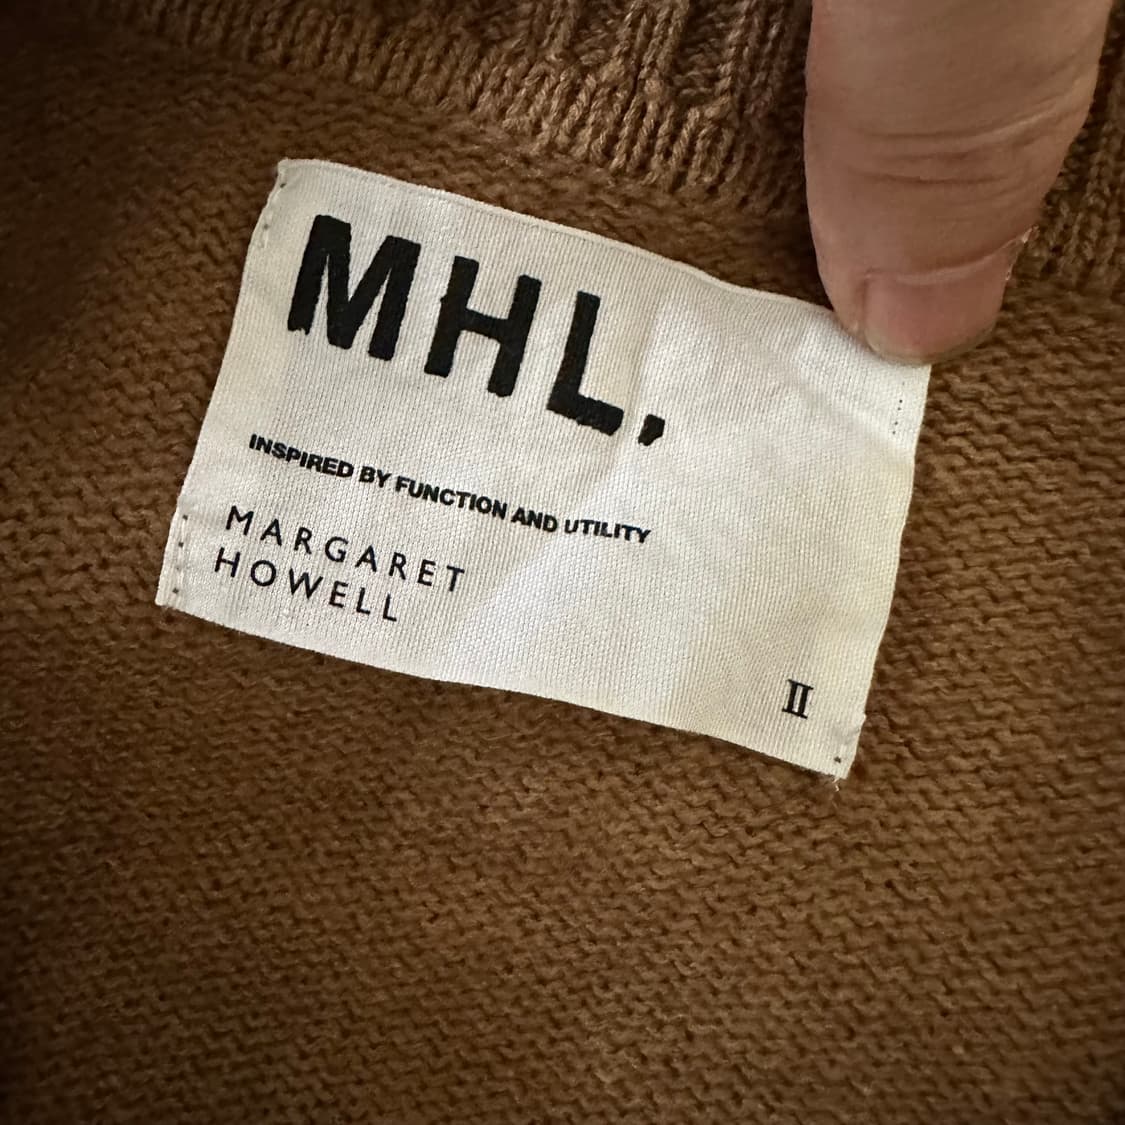 MHL,
INSPIRED BY FUNCTION AND UTILITY
MARGARET
HOWELL
II